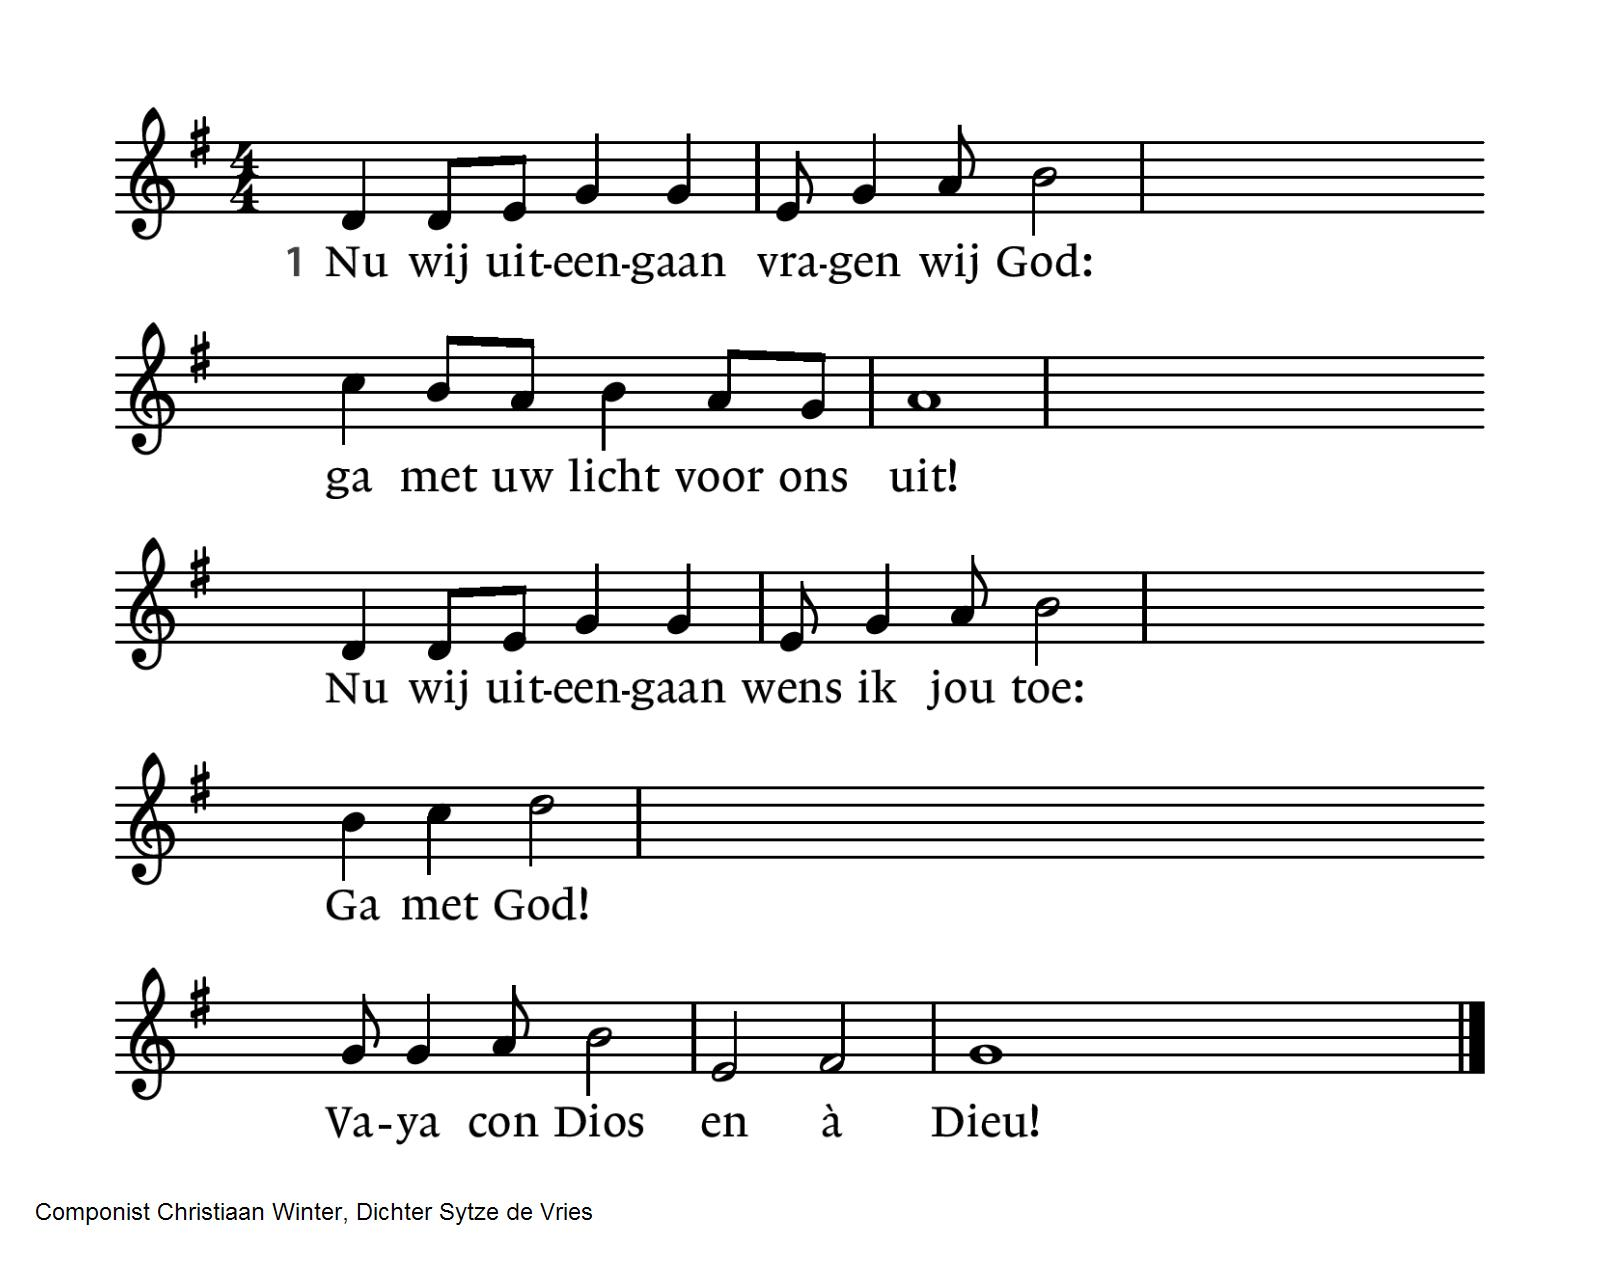 1 Nu wij uit-een-gaan vra-gen wij God:
ga met uw licht voor ons uit!
Nu wij uit-een-gaan wens ik jou toe:
Ga met God!
Va-ya con Dios en à Dieu!
Componist Christiaan Winter, Dichter Sytze de Vries